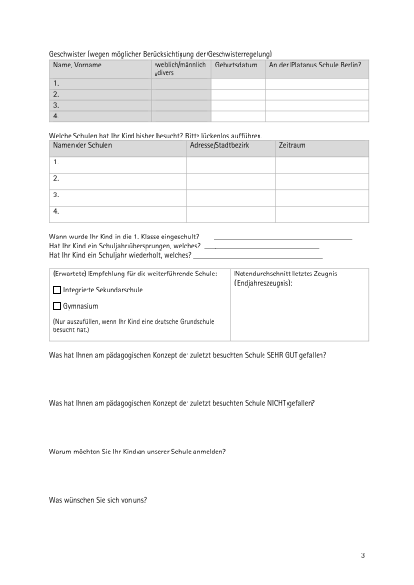 Geschwister (wegen möglicher Berücksichtigung der Geschwisterregelung)
Name, Vorname weiblich/männlich Geburtsdatum An der Platanus Schule Berlin?
/divers
1.
2.
3.
4
Welche Schulen hat Ihr Kind bisher besucht? Bitte lückenlos aufführen
Namen der Schulen Adresse/Stadtbezirk Zeitraum
1
2.
3.
4.
Wann wurde Ihr Kind in die 1. Klasse eingeschult?
Hat Ihr Kind ein Schuljahr übersprungen, welches?
Hat Ihr Kind ein Schuljahr wiederholt, welches?
(Erwartete) Empfehlung für die weiterführende Schule: Notendurchschnitt (letztes Zeugnis
(Endjahreszeugnis):
Integrierte Sekundarschule
Gymnasium
(Nur auszufüllen, wenn Ihr Kind eine deutsche Grundschule
besucht hat.)
Was hat Ihnen am pädagogischen Konzept der zuletzt besuchten Schule SEHR GUT gefallen?
Was hat Ihnen am pädagogischen Konzept der zuletzt besuchten Schule NICHT gefallen?
Warum möchten Sie Ihr Kind an unserer Schule anmelden?
Was wünschen Sie sich von uns?
3